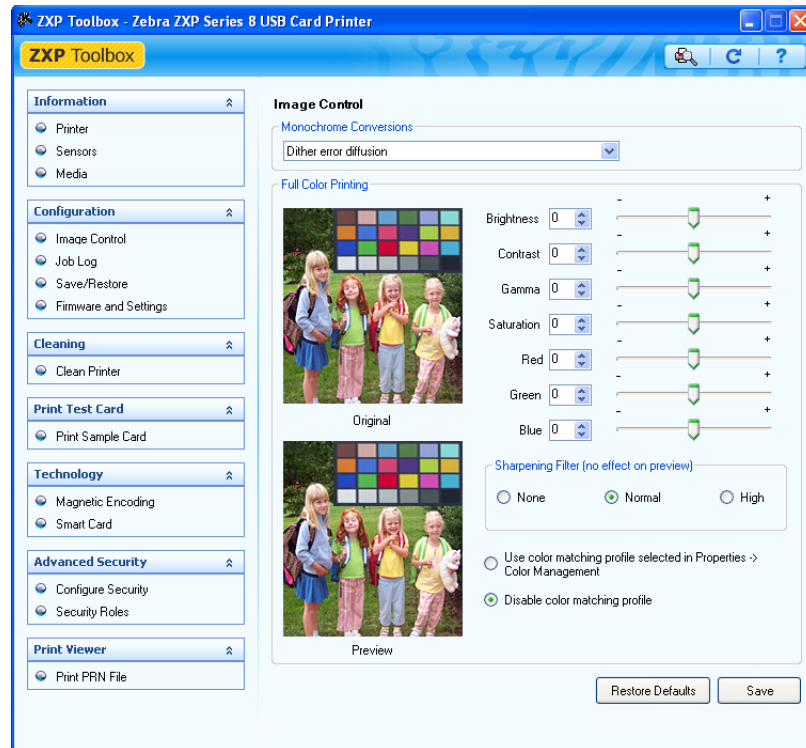 ZXP Toolbox - Zebra ZXP Series 8 USB Card Printer
ZXP Toolbox
?
Information
Printer
Sensors
Media
Configuration
Image Control
Job Log
Save/Restore
Firmware and Settings
Cleaning
Clean Printer
Print Test Card
Print Sample Card
Technology
Magnetic Encoding
Smart Card
Advanced Security
Configure Security
Security Roles
Print Viewer
Print PRN File
Image Control
Monochrome Conversions
Dither error diffusion
Full Color Printing
Original
Preview
- +
Brightness 0
- +
Contrast 0
- +
Gamma 0
- +
Saturation 0
- +
Red 0
- +
Green 0
- +
Blue 0
Sharpening Filter (no effect on preview)
None Normal High
Use color matching profile selected in Properties ->
Color Management
Disable color matching profile
Restore Defaults Save